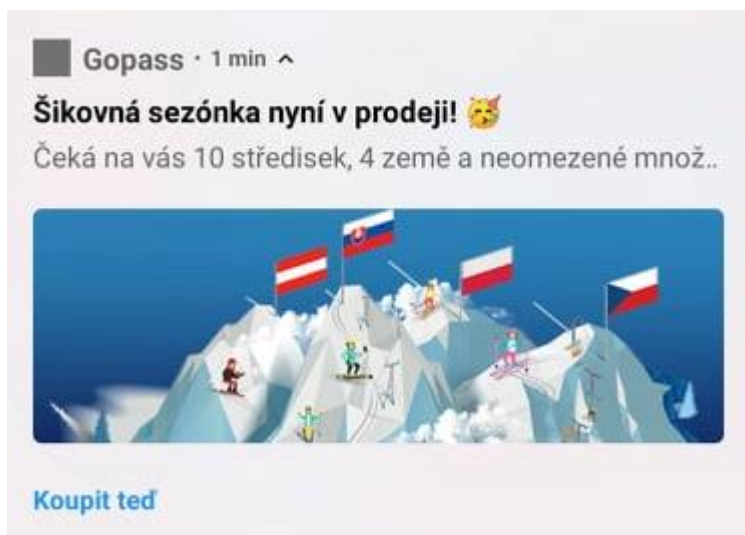 Gopass · 1 min
Šikovná sezónka nyní v prodeji! 🥳
Čeká na vás 10 středisek, 4 země a neomezené množ..
Koupit teď